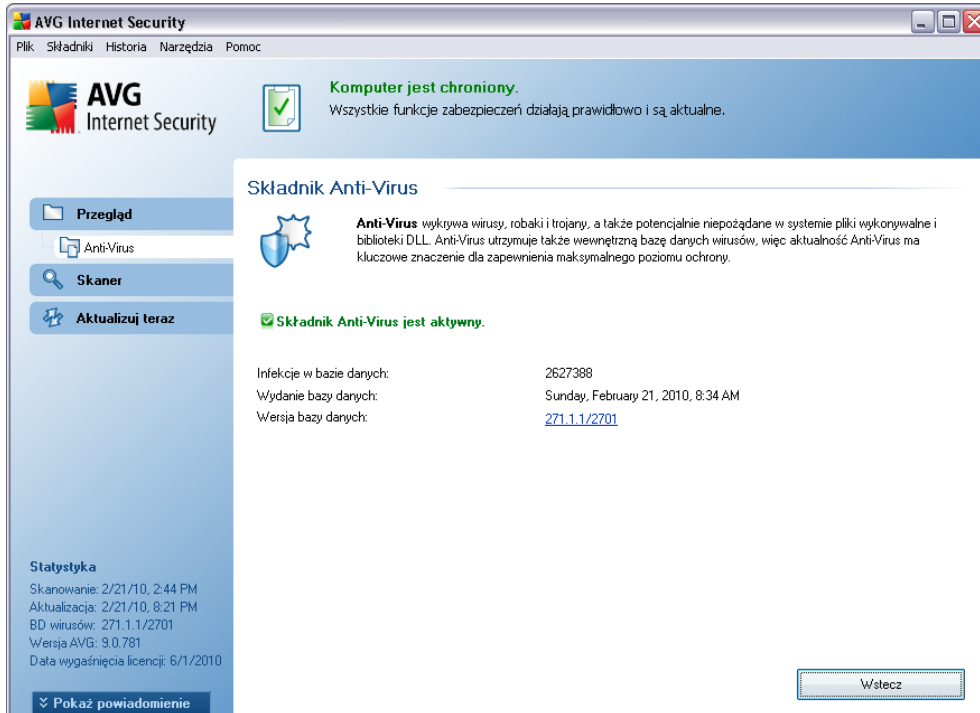 AVG Internet Security
Plik Składniki Historia Narzędzia Pomoc
AVG
Internet Security
Komputer jest chroniony.
Wszystkie funkcje zabezpieczeń działają prawidłowo i są aktualne.
Przegląd
Anti-Virus
Skaner
Aktualizuj teraz
Składnik Anti-Virus
Anti-Virus wykrywa wirusy, robaki i trojany, a także potencjalnie niepożądane w systemie pliki wykonywalne i
biblioteki DLL. Anti-Virus utrzymuje także wewnętrzną bazę danych wirusów, więc aktualność Anti-Virus ma
kluczowe znaczenie dla zapewnienia maksymalnego poziomu ochrony.
Składnik Anti-Virus jest aktywny.
Infekcje w bazie danych: 2627388
Wydanie bazy danych: Sunday, February 21, 2010, 8:34 AM
Wersja bazy danych: 271.1.1/2701
Statystyka
Skanowanie: 2/21/10, 2:44 PM
Aktualizacja: 2/21/10, 8:21 PM
BD wirusów: 271.1.1/2701
Wersja AVG: 9.0.781
Data wygaśnięcia licencji: 6/1/2010
Pokaż powiadomienie
Wstecz